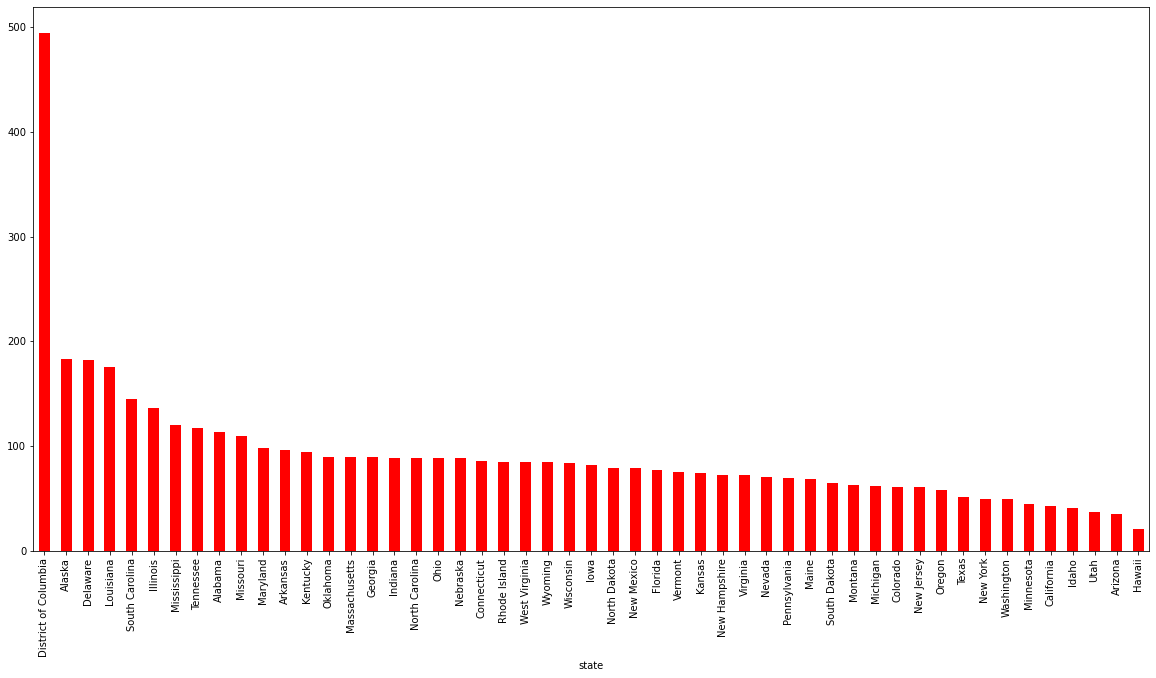 500
400
300
200
100
0
District of Columbia
Alaska
Delaware
Louisiana
South Carolina
Illinois
Mississippi
Tennessee
Alabama
Missouri
Maryland
Arkansas
Kentucky
Oklahoma
Massachusetts
Georgia
Indiana
North Carolina
Ohio
Nebraska
Connecticut
Rhode Island
West Virginia
Wyoming
Wisconsin
Iowa
North Dakota
New Mexico
Florida
Vermont
Kansas
New Hampshire
Virginia
Nevada
Pennsylvania
Maine
South Dakota
Montana
Michigan
Colorado
New Jersey
Oregon
Texas
New York
Washington
Minnesota
California
Idaho
Utah
Arizona
Hawaii
state